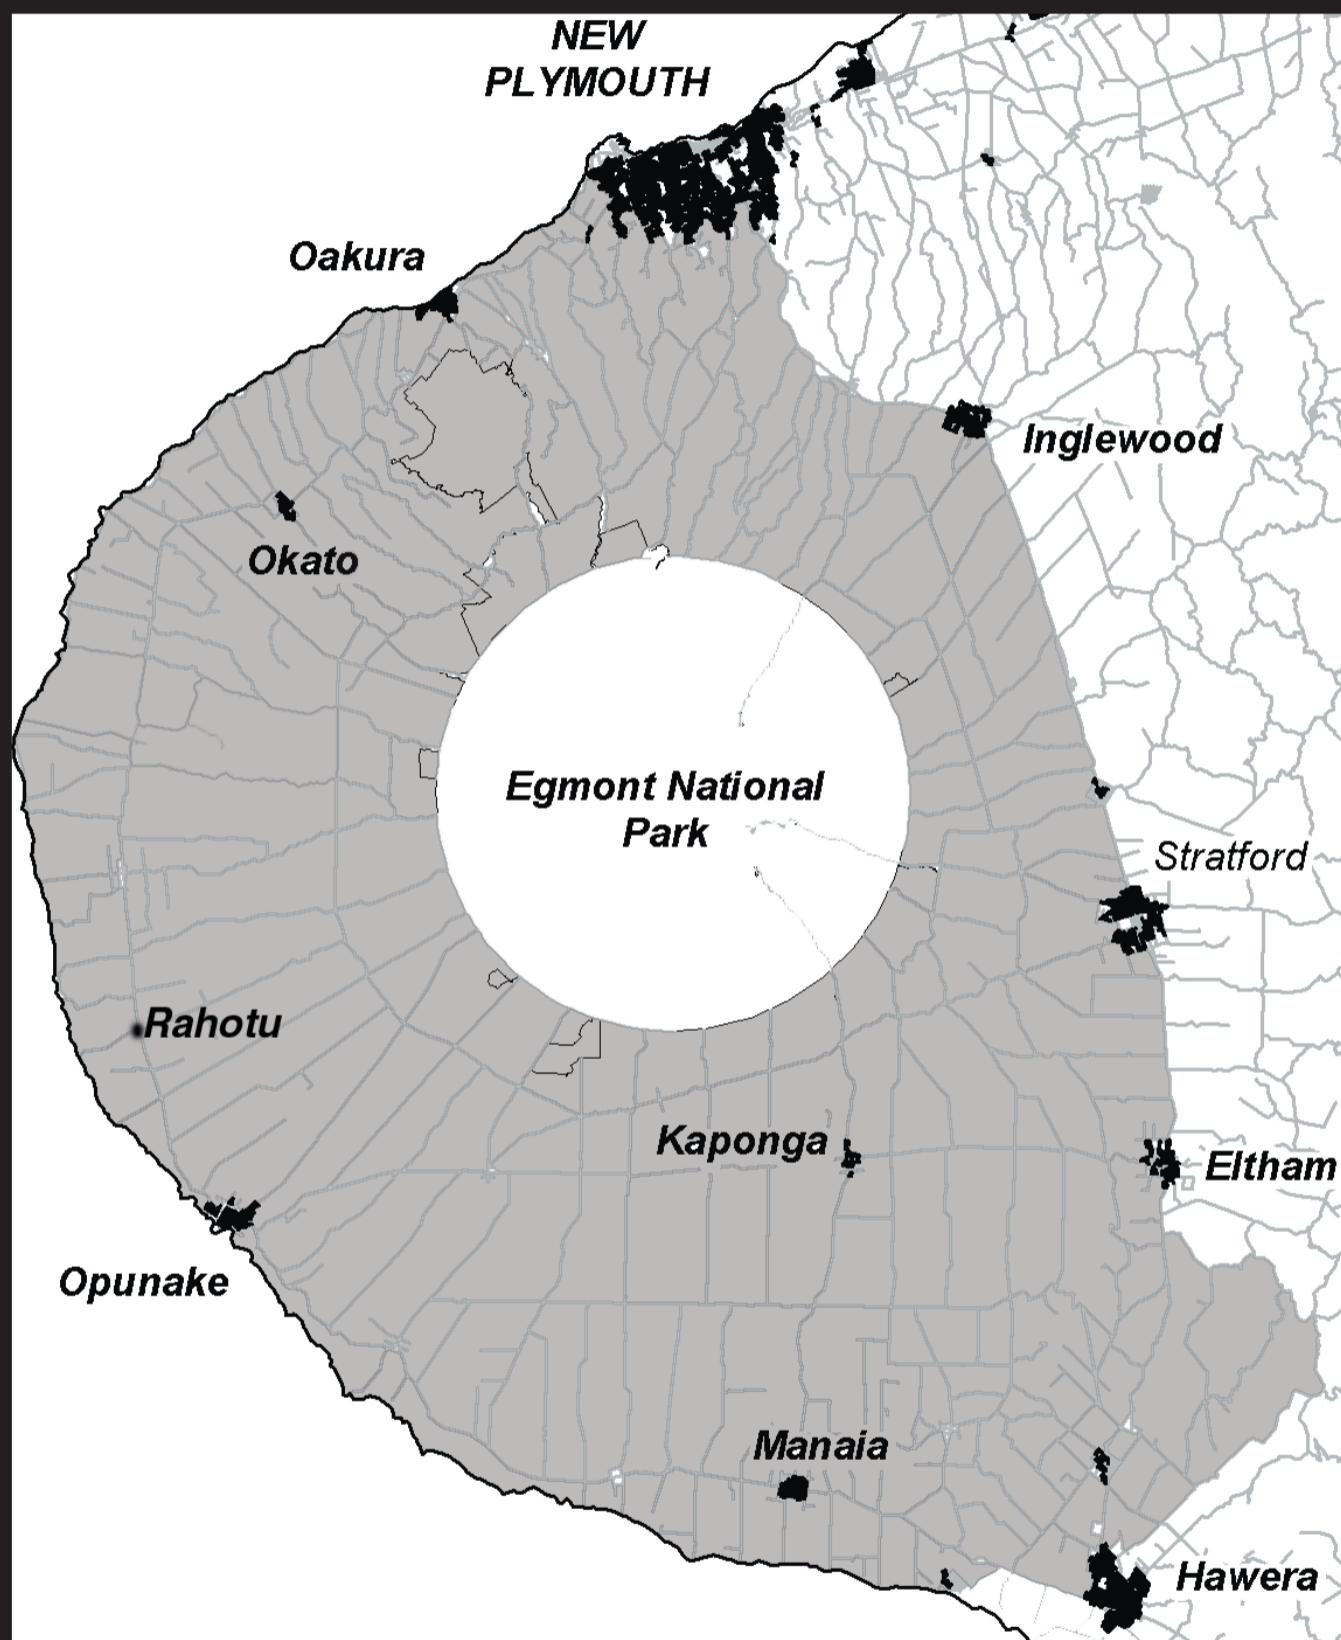 NEW
PLYMOUTH
Oakura
Inglewood
Okato
Egmont National
Park
Stratford
Rahotu
Kaponga
Eltham
Opunake
Manaia
Hawera